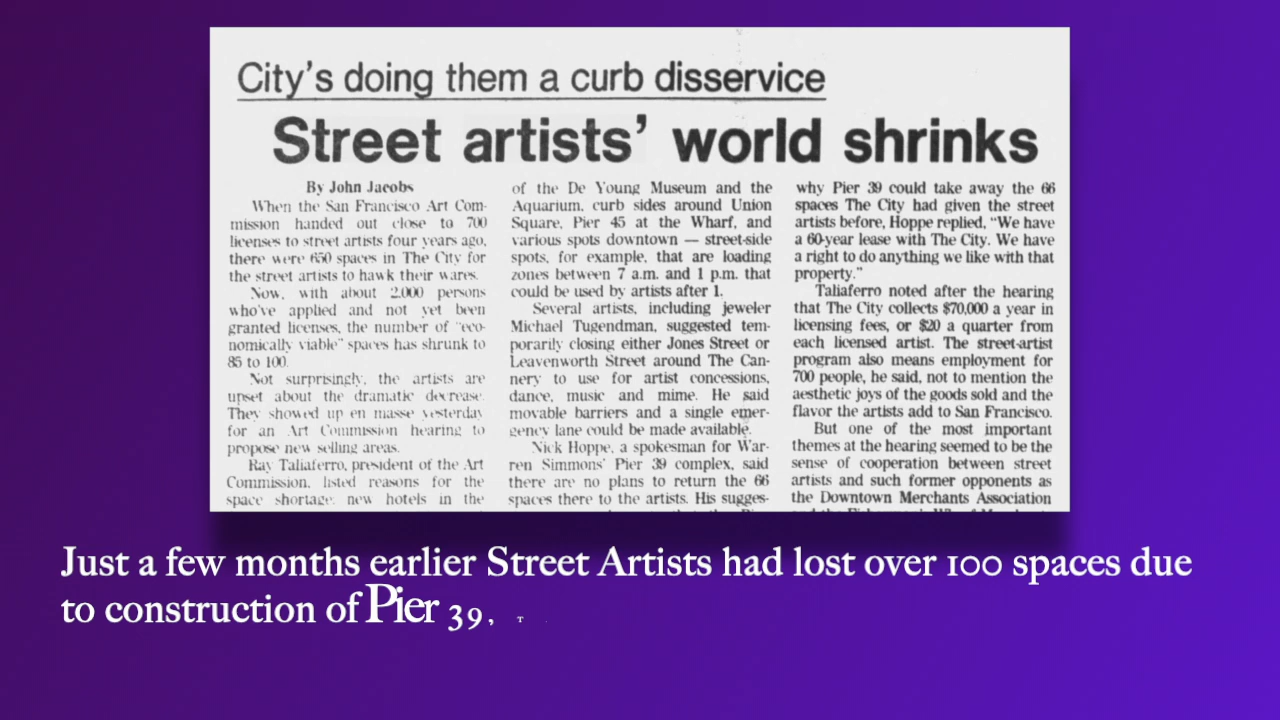 City's doing them a curb disservice
Street artists' world shrinks
By John Jacobs
When the San Francisco Art Com-
mission handed out close to 700
licenses to street artists four years ago,
there were 650 spaces in The City for
the street artists to hawk their wares.
Now, with about 2,000 persons
who've applied and not yet been
granted licenses, the number of "eco-
nomically viable" spaces has shrunk to
85 to 100.
Not surprisingly, the artists are
upset about the dramatic decrease.
They showed up en masse yesterday
for an Art Commission hearing to
propose new selling areas.
Ray Taliaferro, president of the Art
Commission, listed reasons for the
space shortage: new hotels in the
of the De Young Museum and the
Aquarium, curb sides around Union
Square, Pier 45 at the Wharf, and
various spots downtown — street-side
spots, for example, that are loading
zones between 7 a.m. and 1 p.m. that
could be used by artists after 1.
Several artists, including jeweler
Michael Tugendman, suggested tem-
porarily closing either Jones Street or
Leavenworth Street around The Can-
nery to use for artist concessions,
dance, music and mime. He said
movable barriers and a single emer-
gency lane could be made available.
Nick Hoppe, a spokesman for War-
ren Simmons' Pier 39 complex, said
there are no plans to return the 66
spaces there to the artists. His sugges-
why Pier 39 could take away the 66
spaces The City had given the street
artists before, Hoppe replied, "We have
a 60-year lease with The City. We have
a right to do anything we like with that
property."
Taliaferro noted after the hearing
that The City collects $70,000 a year in
licensing fees, or $20 a quarter from
each licensed artist. The street-artist
program also means employment for
700 people, he said, not to mention the
aesthetic joys of the goods sold and the
flavor the artists add to San Francisco.
But one of the most important
themes at the hearing seemed to be the
sense of cooperation between street
artists and such former opponents as
the Downtown Merchants Association
Just a few months earlier Street Artists had lost over 100 spaces due
to construction of Pier 39, T